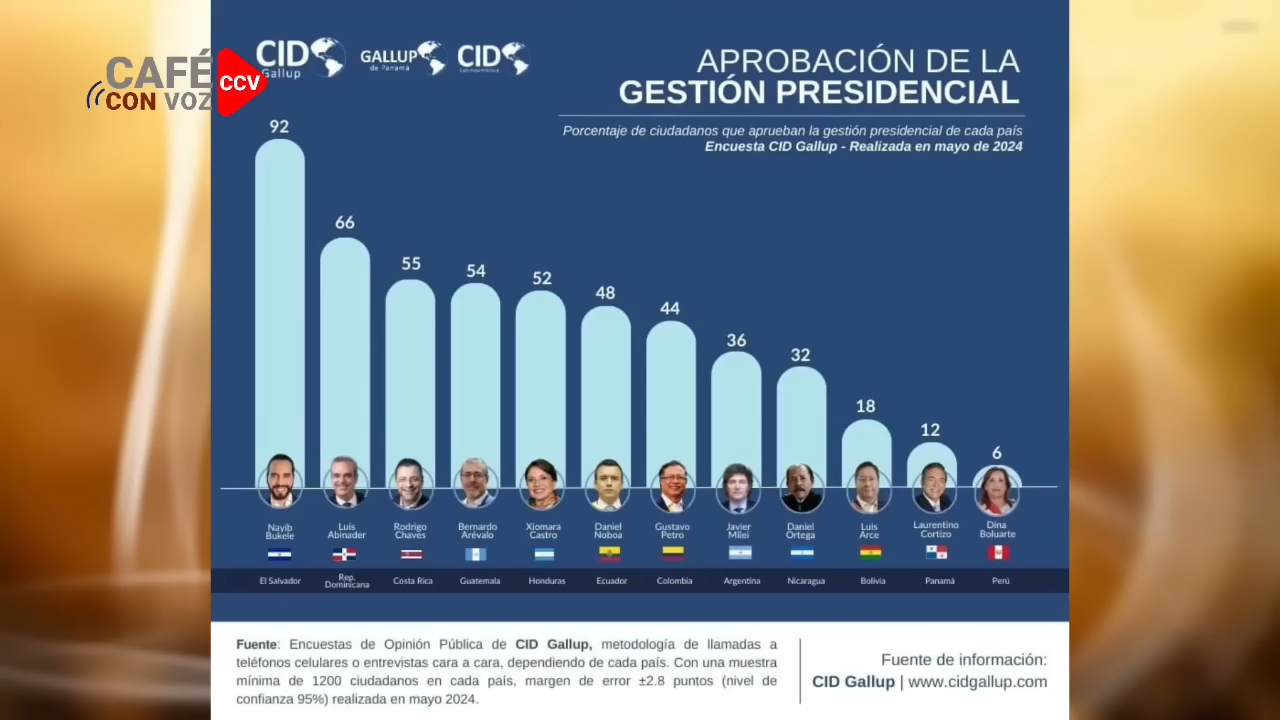 CAFÉ
CON VOZ
CCV
CID
Gallup
GALLUP
de Panamá
CID
Latinoamérica
APROBACIÓN DE LA
GESTIÓN PRESIDENCIAL
Porcentaje de ciudadanos que aprueban la gestión presidencial de cada país
Encuesta CID Gallup - Realizada en mayo de 2024
92
66
55
54
52
48
44
36
32
18
12
6
Nayib
Bukele
Luis
Abinader
Rodrigo
Chaves
Bernardo
Arévalo
Xiomara
Castro
Daniel
Noboa
Gustavo
Petro
Javier
Milei
Daniel
Ortega
Luis
Arce
Laurentino
Cortizo
Dina
Boluarte
El Salvador
Rep.
Dominicana
Costa Rica
Guatemala
Honduras
Ecuador
Colombia
Argentina
Nicaragua
Bolivia
Panamá
Perú
Fuente: Encuestas de Opinión Pública de CID Gallup, metodología de llamadas a
teléfonos celulares o entrevistas cara a cara, dependiendo de cada país. Con una muestra
mínima de 1200 ciudadanos en cada país, margen de error ±2.8 puntos (nivel de
confianza 95%) realizada en mayo 2024.
Fuente de información:
CID Gallup | www.cidgallup.com